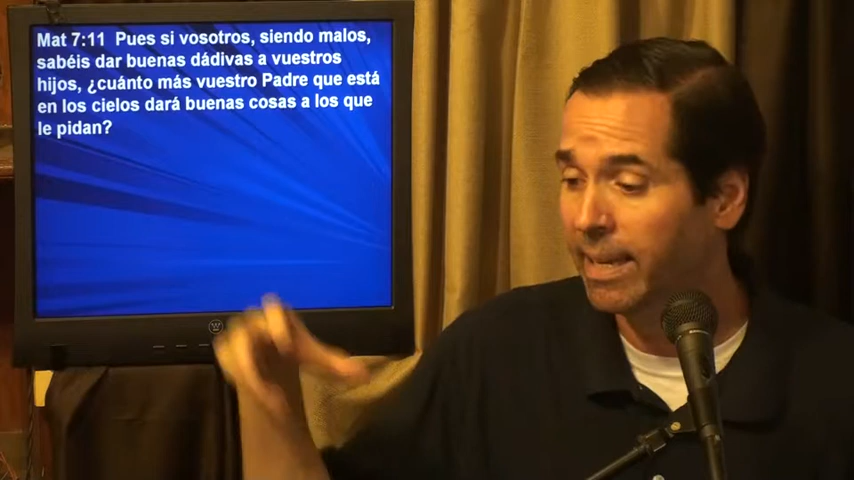 Mat 7:11 Pues si vosotros, siendo malos,
sabéis dar buenas dádivas a vuestros
hijos, ¿cuánto más vuestro Padre que está
en los cielos dará buenas cosas a los que
le pidan?